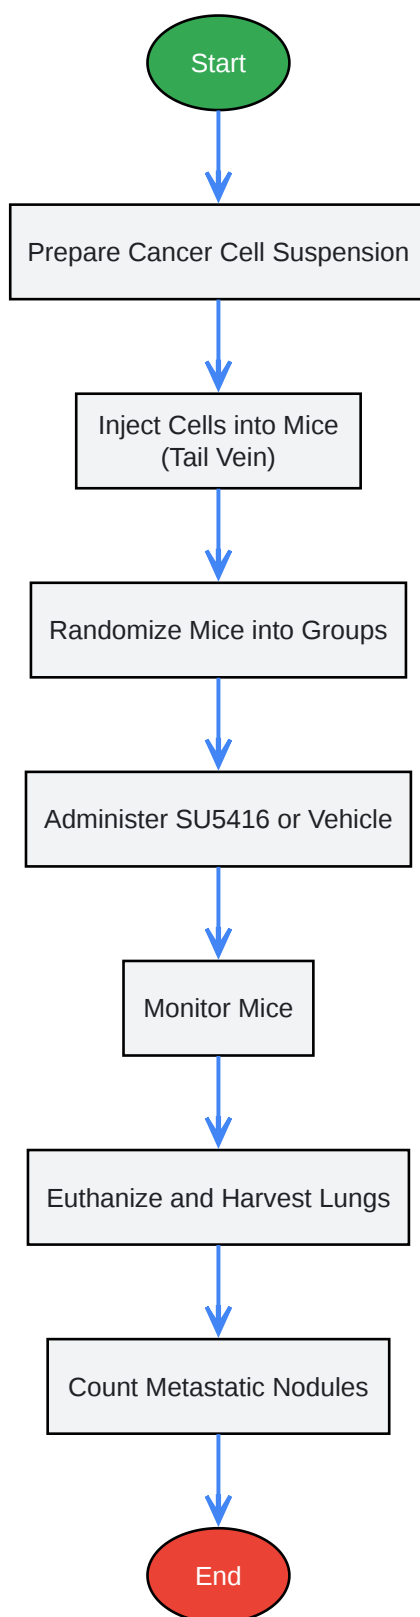 Start
Prepare Cancer Cell Suspension
Inject Cells into Mice
(Tail Vein)
Randomize Mice into Groups
Administer SU5416 or Vehicle
Monitor Mice
Euthanize and Harvest Lungs
Count Metastatic Nodules
End